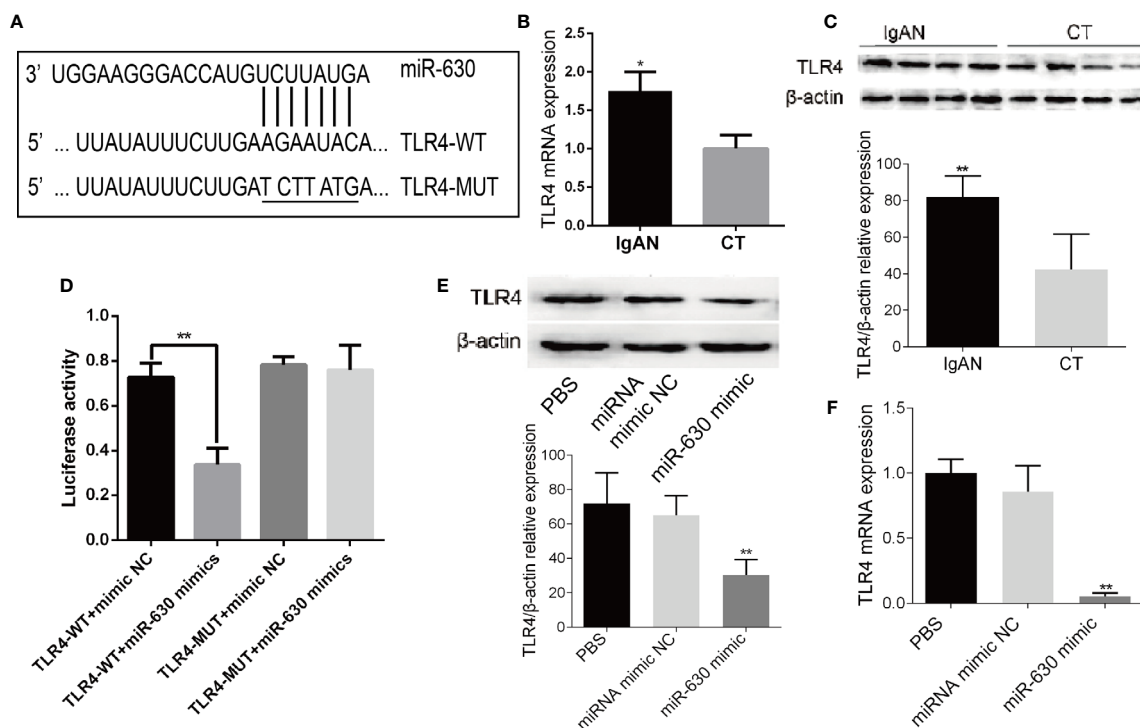 A
3’ UGGAAGGGACCAUGUCUUAUGA miR-630
5’ ... UUAUAUUUCUUGAAGAAUACA... TLR4-WT
5’ ... UUAUAUUUCUUGAT CTT ATGA... TLR4-MUT
B
TLR4 mRNA expression
2.5
2.0
1.5
1.0
0.5
0.0
*
IgAN CT
C
IgAN CT
TLR4
β-actin
TLR4/β-actin relative expression
100
80
60
40
20
0
**
IgAN CT
D
Luciferase activity
1.0
0.8
0.6
0.4
0.2
0.0
**
TLR4-WT+mimic NC
TLR4-WT+miR-630 mimics
TLR4-MUT+mimic NC
TLR4-MUT+miR-630 mimics
E
TLR4
β-actin
PBS
miRNA
mimic NC
miR-630 mimic
TLR4/β-actin relative expression
100
80
60
40
20
0
**
PBS
miRNA mimic NC
miR-630 mimic
F
TLR4 mRNA expression
1.5
1.0
0.5
0.0
**
PBS
miRNA mimic NC
miR-630 mimic